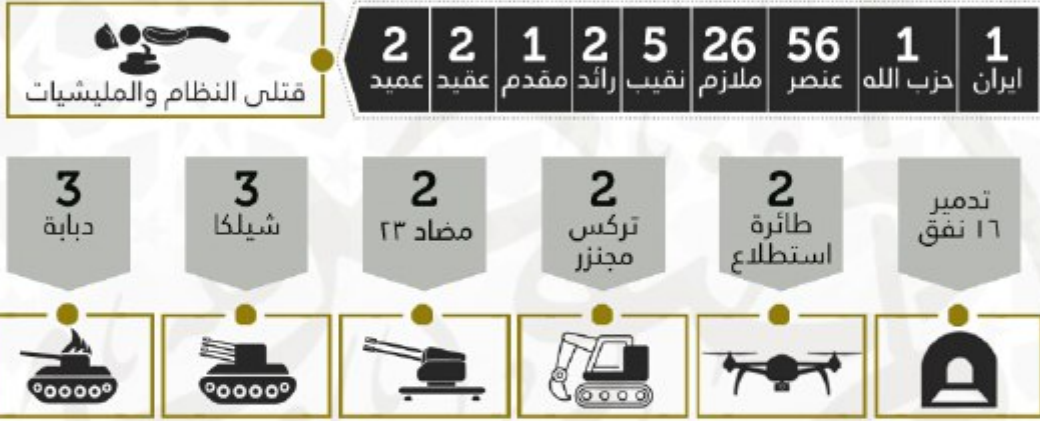 قتلى النظام والمليشيات
1
ايران
1
حزب الله
56
عنصر
26
ملازم
5
نقيب
2
رائد
1
مقدم
2
عقيد
2
عميد
تدمير
١٦ نفق
2
طائرة
استطلاع
2
تركس
مجنزر
2
مضاد ٢٣
3
شيلكا
3
دبابة